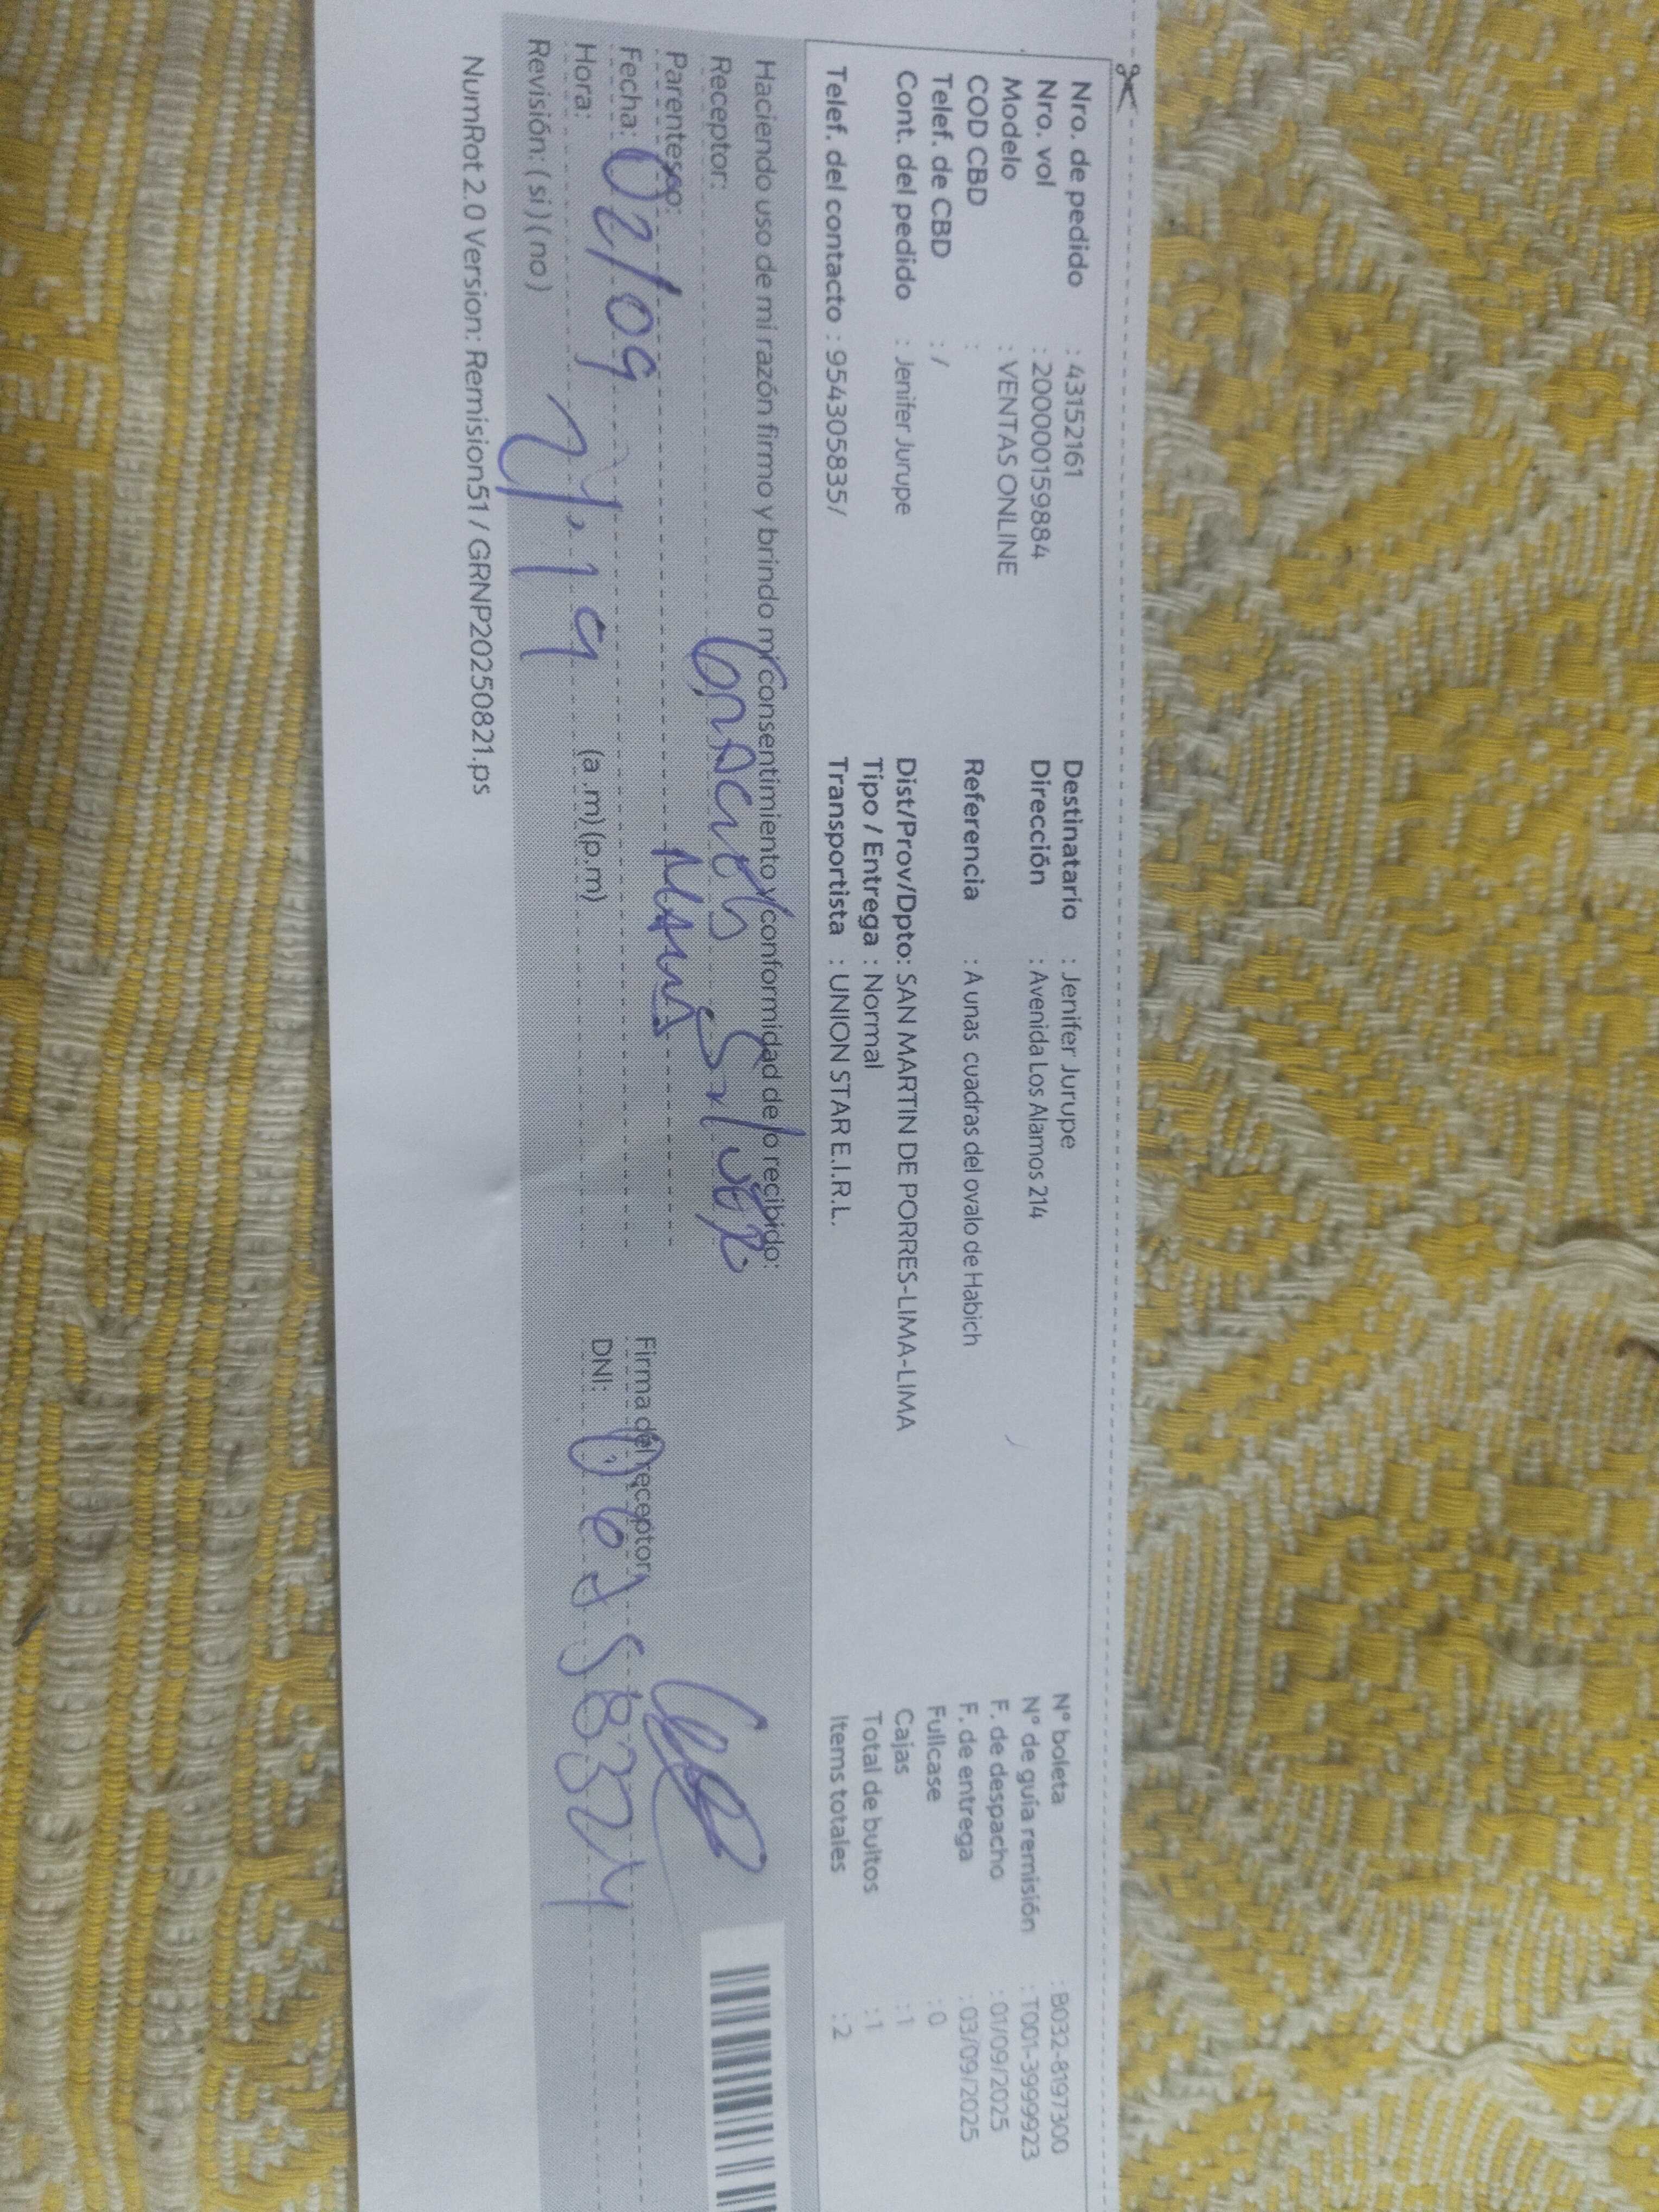 Nro. de pedido : 43152161
Nro. vol : 200000159884
Modelo : VENTAS ONLINE
COD CBD :
Telef. de CBD : /
Cont. del pedido : Jenifer Jurupe
Telef. del contacto : 954305835 /
Destinatario : Jenifer Jurupe
Dirección : Avenida Los Alamos 214
Referencia : A unas cuadras del ovalo de Habich
Dist/Prov/Dpto: SAN MARTIN DE PORRES-LIMA-LIMA
Tipo / Entrega : Normal
Transportista : UNION STAR E.I.R.L.
N° boleta : B032-8197300
N° de guía remisión : T001-39999923
F. de despacho : 01/09/2025
F. de entrega : 03/09/2025
Fullcase : 0
Cajas : 1
Total de bultos : 1
Items totales : 2
Haciendo uso de mi razón firmo y brindo mi consentimiento y conformidad de lo recibido:
Receptor:
Parentesco:
Fecha: 02/09
Hora: (a .m) (p.m)
Revisión: ( si ) ( no )
Firma del receptor:
DNI:
NumRot 2.0 Version: Remision51 / GRNP20250821.ps